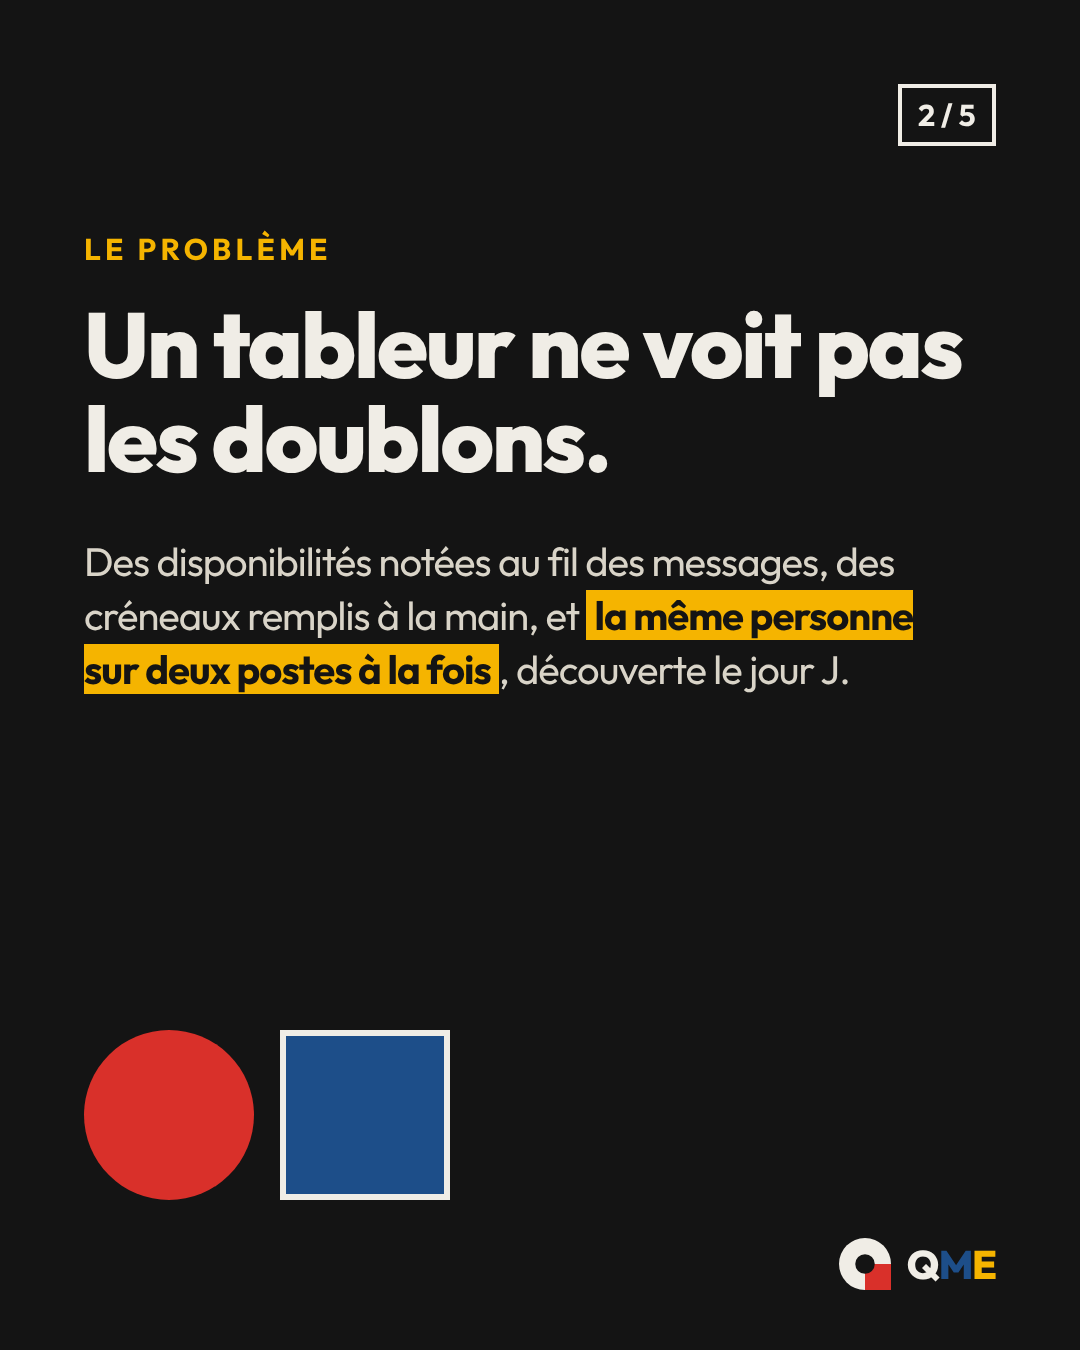 2 / 5
LE PROBLÈME
Un tableur ne voit pas
les doublons.
Des disponibilités notées au fil des messages, des
créneaux remplis à la main, et la même personne
sur deux postes à la fois , découverte le jour J.
QME